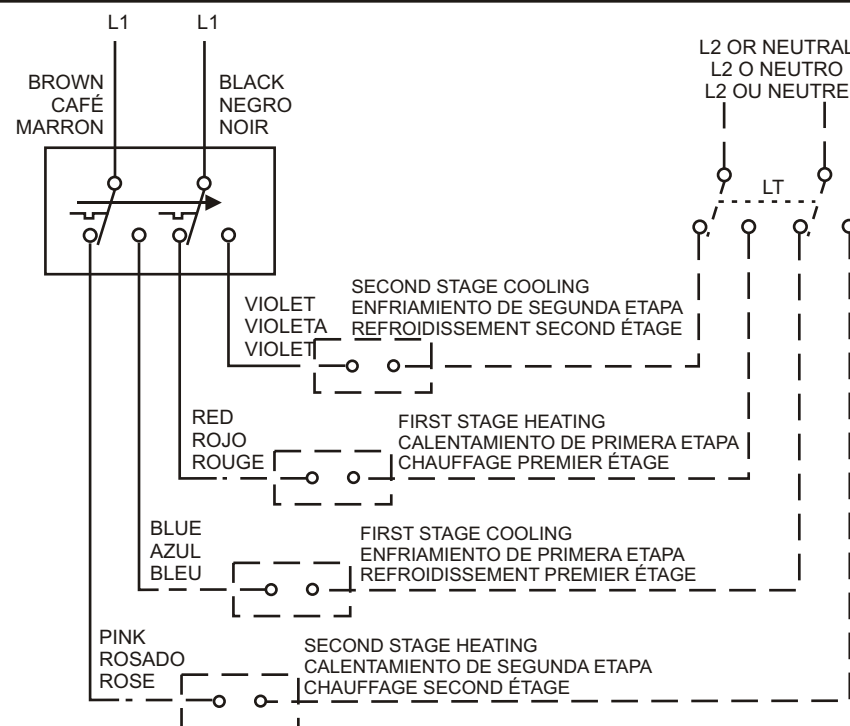 L1
L1
BROWN
CAFÉ
MARRON
BLACK
NEGRO
NOIR
L2 OR NEUTRAL
L2 O NEUTRO
L2 OU NEUTRE
LT
VIOLET
VIOLETA
VIOLET
SECOND STAGE COOLING
ENFRIAMIENTO DE SEGUNDA ETAPA
REFROIDISSEMENT SECOND ÉTAGE
RED
ROJO
ROUGE
FIRST STAGE HEATING
CALENTAMIENTO DE PRIMERA ETAPA
CHAUFFAGE PREMIER ÉTAGE
BLUE
AZUL
BLEU
FIRST STAGE COOLING
ENFRIAMIENTO DE PRIMERA ETAPA
REFROIDISSEMENT PREMIER ÉTAGE
PINK
ROSADO
ROSE
SECOND STAGE HEATING
CALENTAMIENTO DE SEGUNDA ETAPA
CHAUFFAGE SECOND ÉTAGE